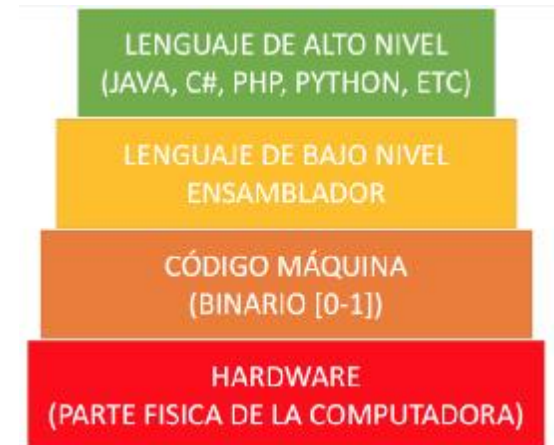 LENGUAJE DE ALTO NIVEL
(JAVA, C#, PHP, PYTHON, ETC)
LENGUAJE DE BAJO NIVEL
ENSAMBLADOR
CÓDIGO MÁQUINA
(BINARIO [0-1])
HARDWARE
(PARTE FISICA DE LA COMPUTADORA)